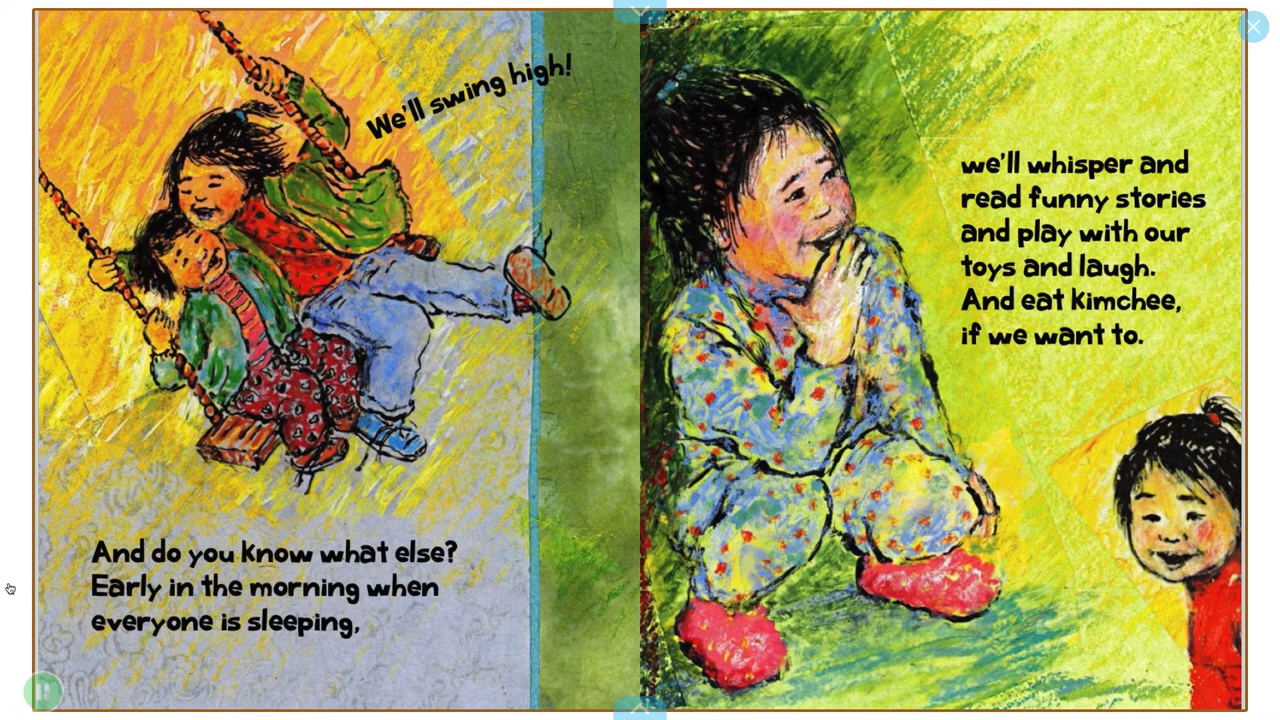 We'll swing high!
And do you know what else?
Early in the morning when
everyone is sleeping,
we'll whisper and
read funny stories
and play with our
toys and laugh.
And eat kimchee,
if we want to.